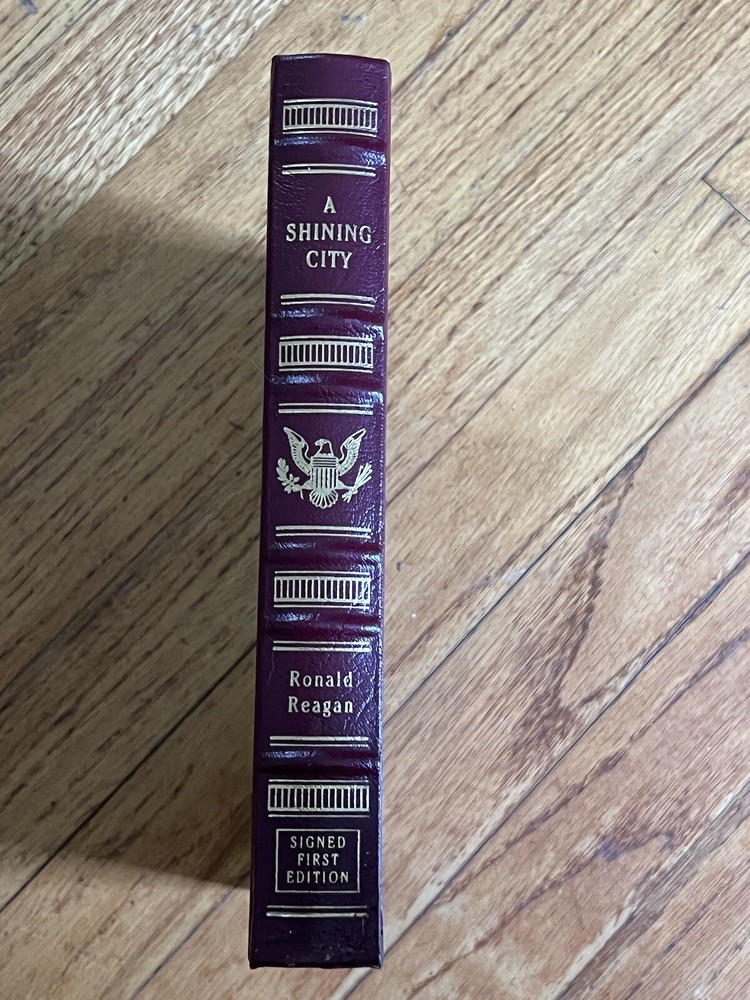 A
SHINING
CITY
Ronald
Reagan
SIGNED
FIRST
EDITION